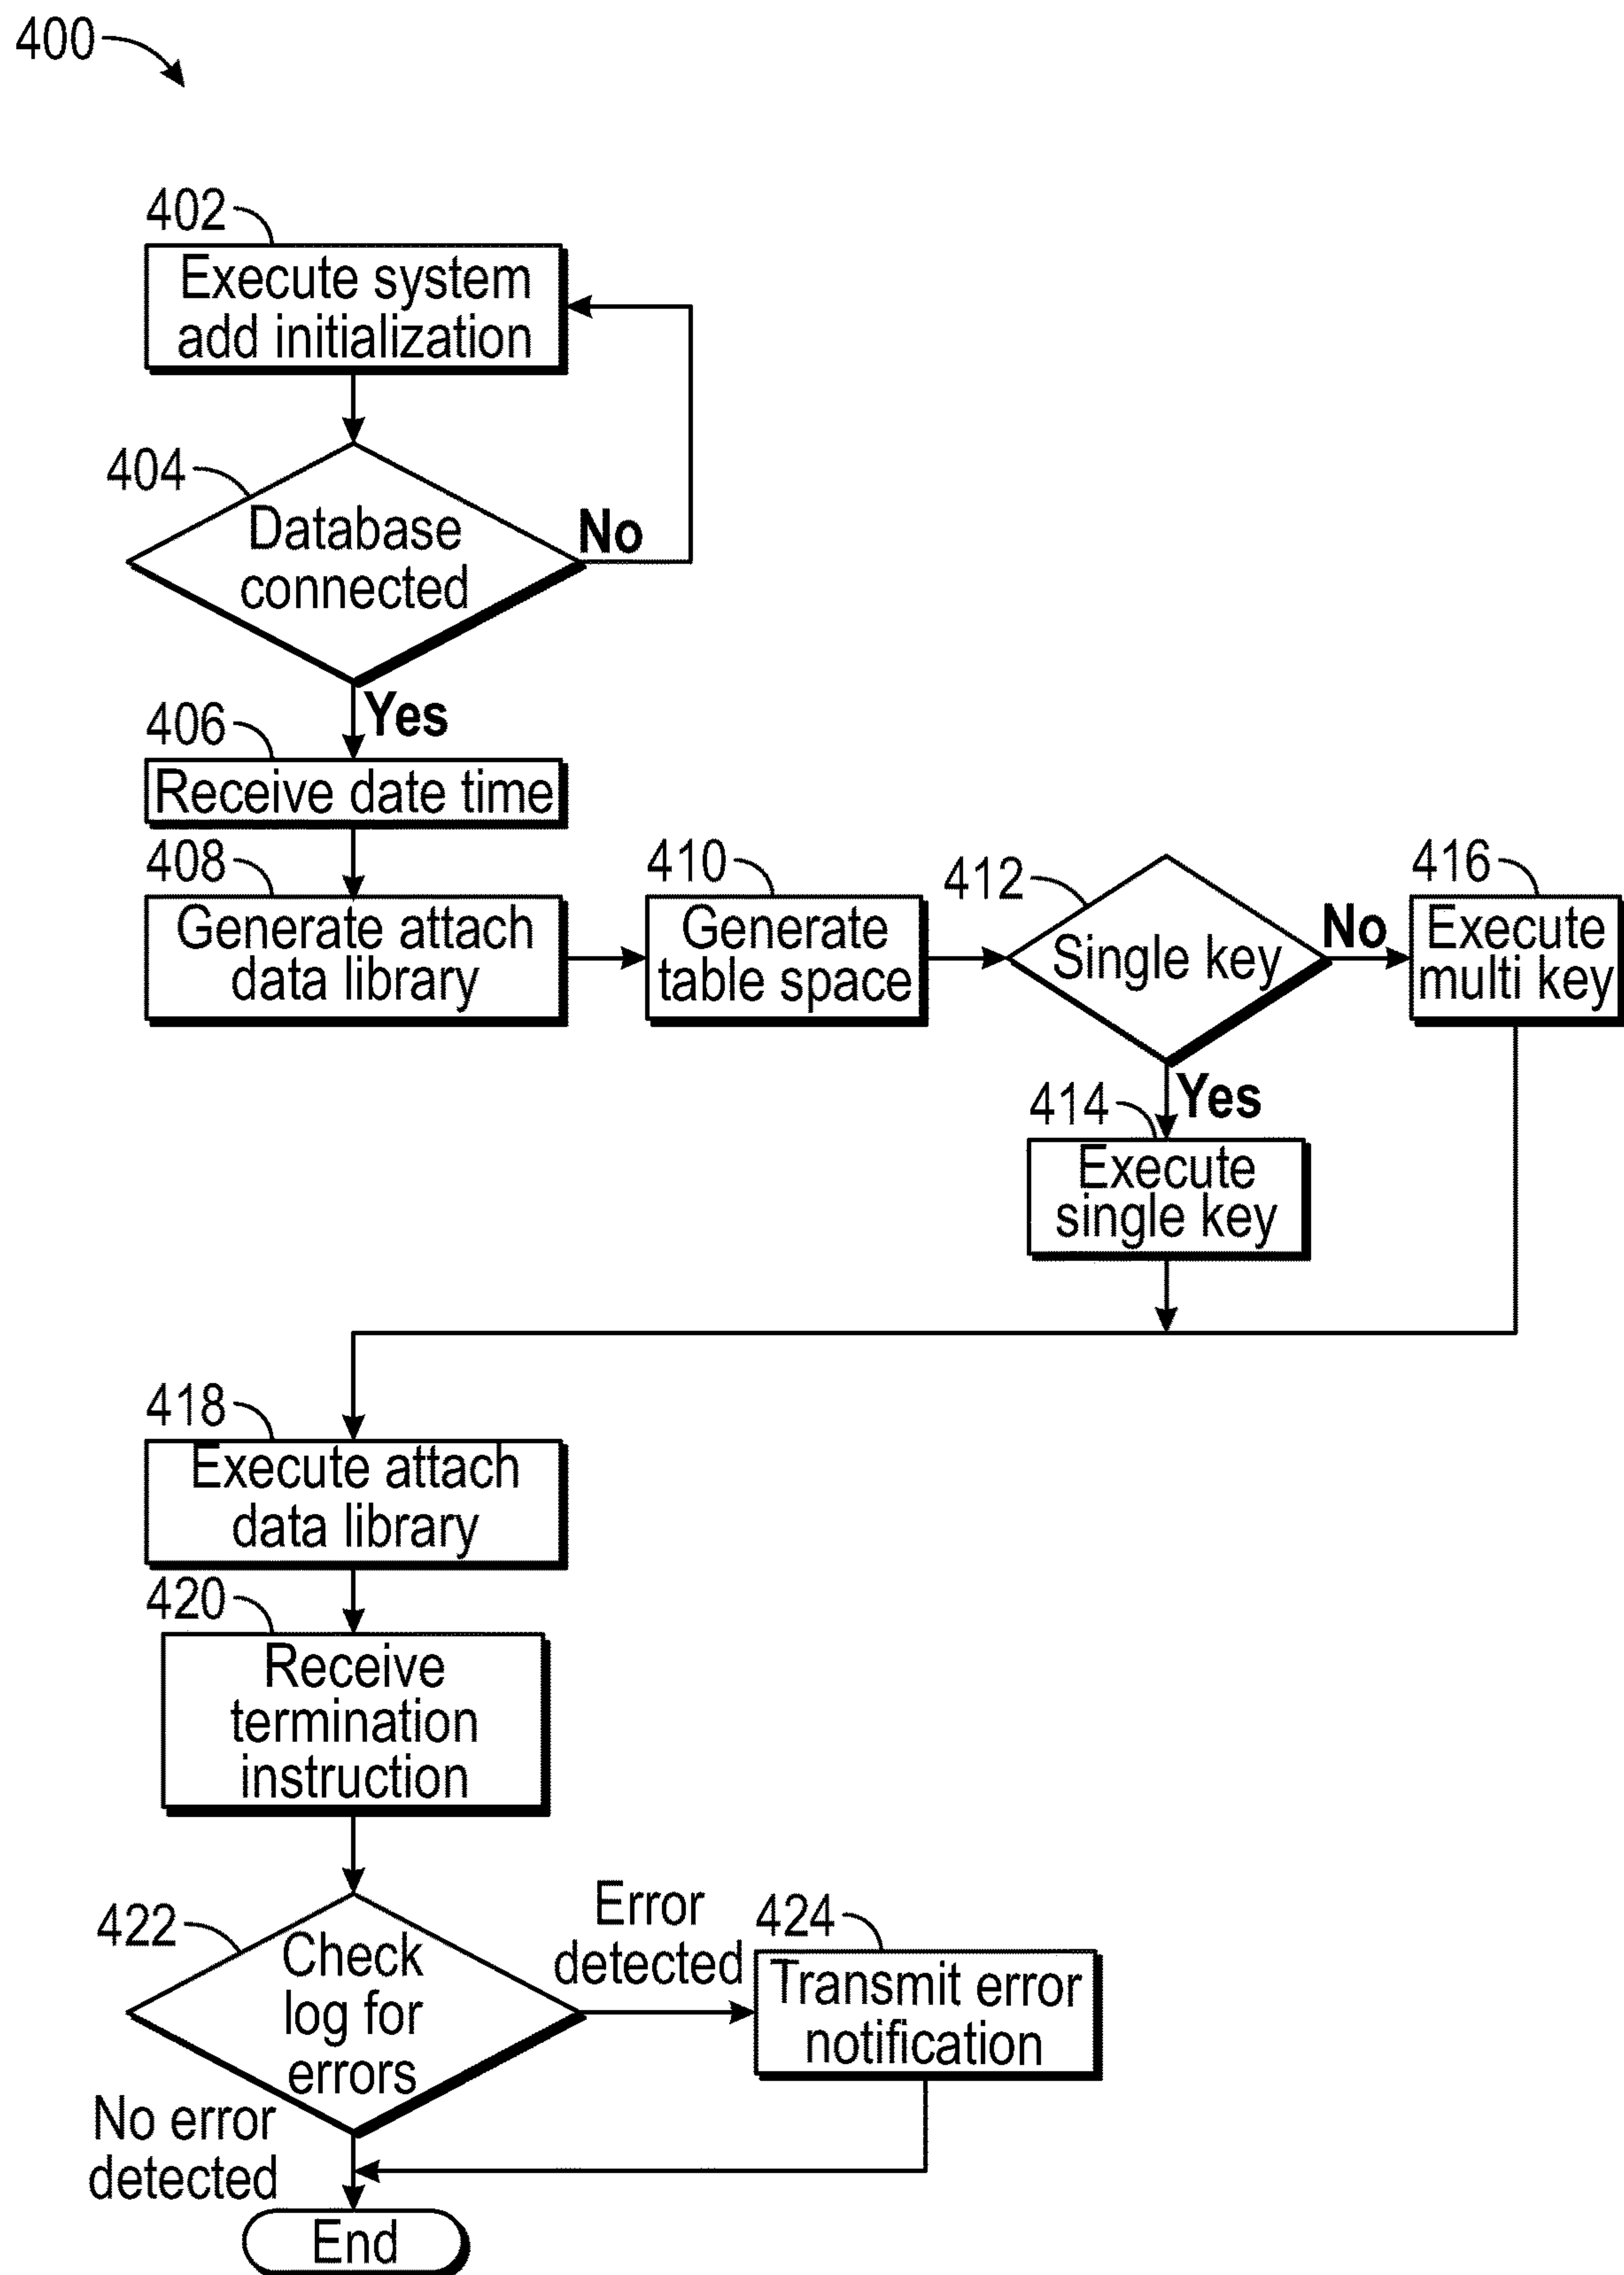 400
402
Execute system
add initialization
404
Database
connected
No
Yes
406
Receive date time
408
Generate attach
data library
410
Generate
table space
412
Single key
No
416
Execute
multi key
Yes
414
Execute
single key
418
Execute attach
data library
420
Receive
termination
instruction
422
Check
log for
errors
Error
detected
424
Transmit error
notification
No error
detected
End